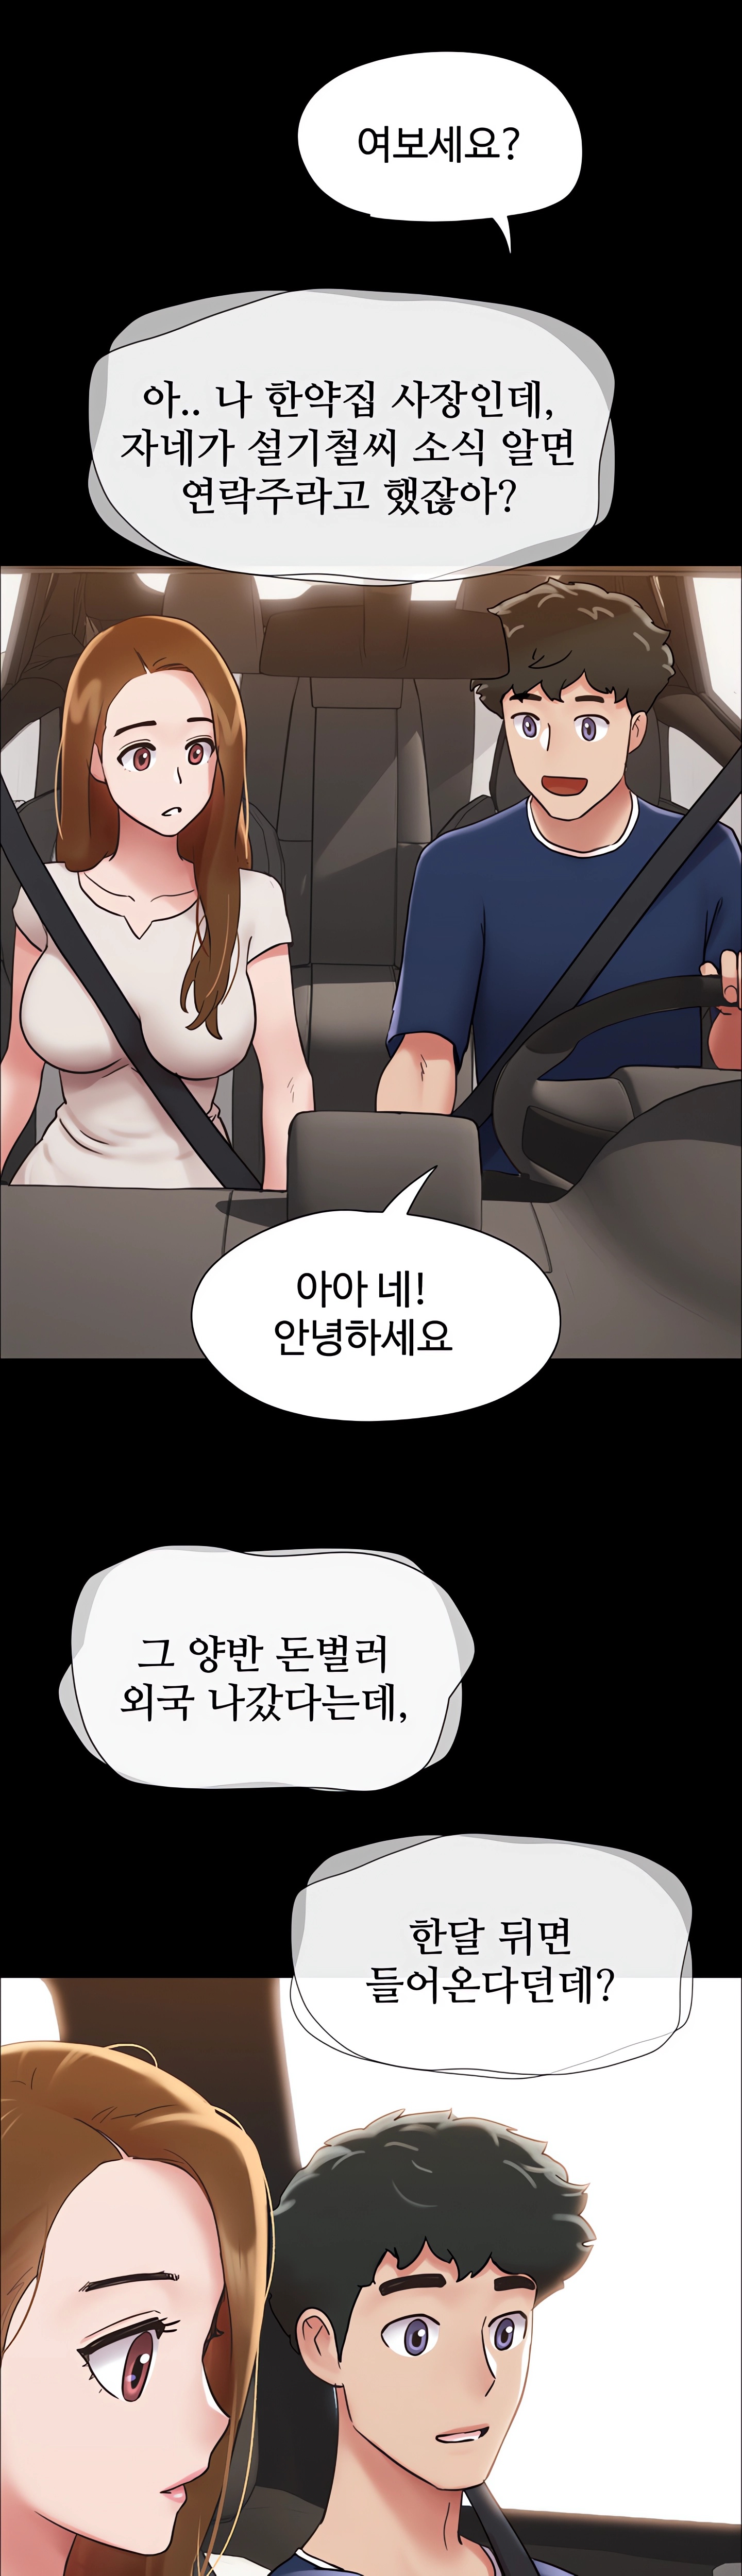 여보세요?
아.. 나 한약집 사장인데,
자네가 설기철씨 소식 알면
연락주라고 했잖아?
아아 네!
안녕하세요
그 양반 돈벌러
외국 나갔다는데,
한달 뒤면
들어온다던데?